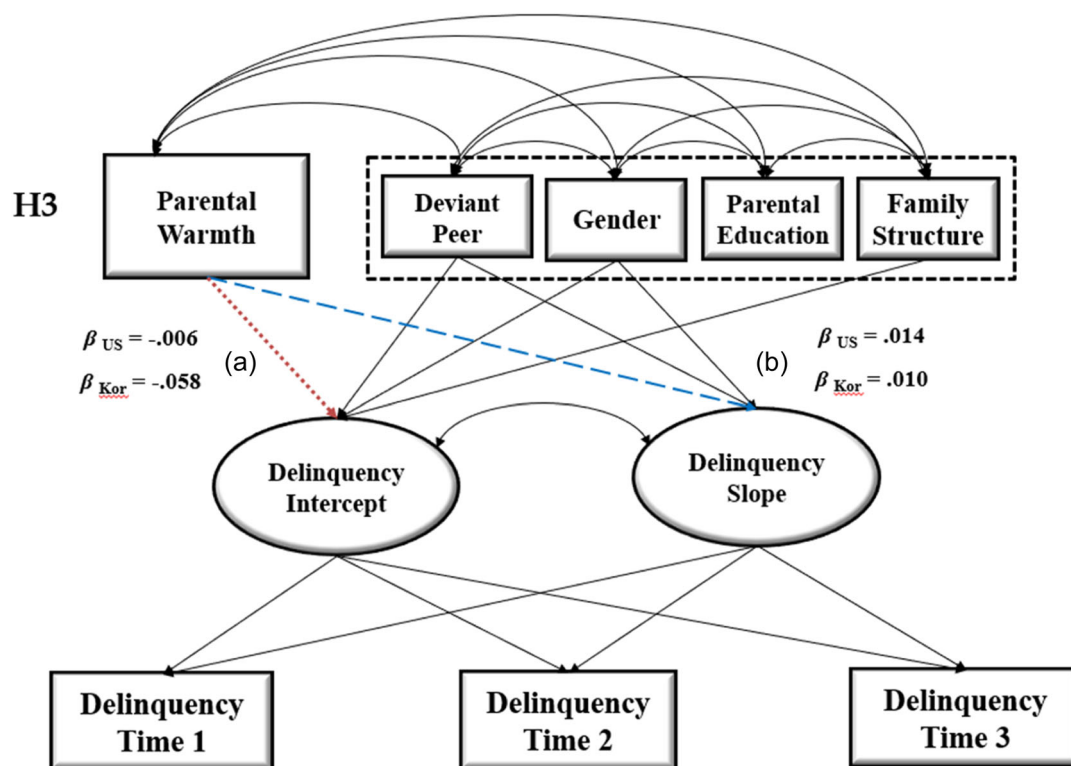 H3
Parental
Warmth
Deviant
Peer
Gender
Parental
Education
Family
Structure
β US = -.006
β Kor = -.058
(a)
(b)
β US = .014
β Kor = .010
Delinquency
Intercept
Delinquency
Slope
Delinquency
Time 1
Delinquency
Time 2
Delinquency
Time 3